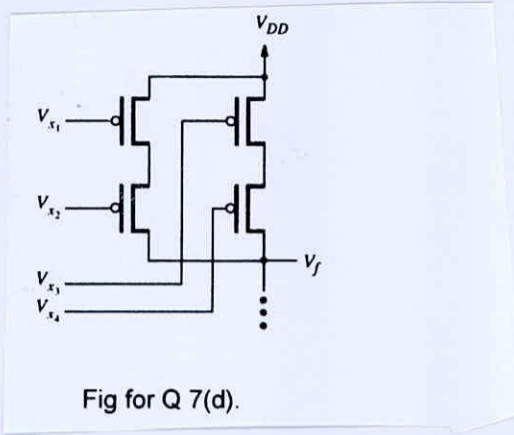 V_DD
V_x₁
V_x₂
V_x₃
V_x₄
V_f
Fig for Q 7(d).